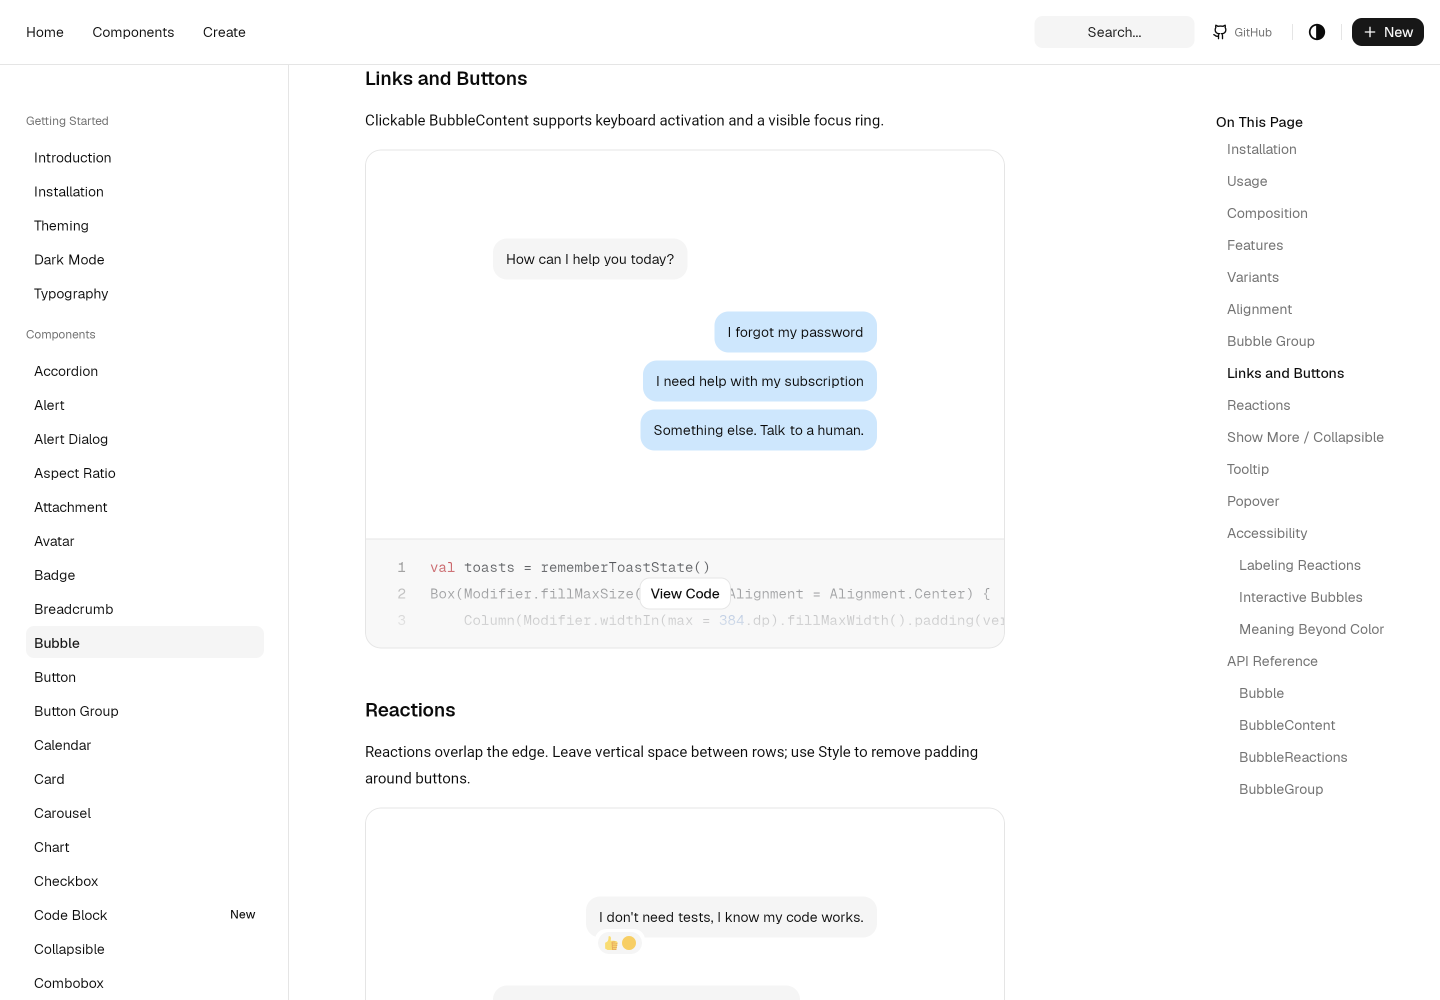 Home
Components
Create
Search...
GitHub
New
Getting Started
Introduction
Installation
Theming
Dark Mode
Typography
Components
Accordion
Alert
Alert Dialog
Aspect Ratio
Attachment
Avatar
Badge
Breadcrumb
Bubble
Button
Button Group
Calendar
Card
Carousel
Chart
Checkbox
Code Block
New
Collapsible
Combobox
Links and Buttons
Clickable BubbleContent supports keyboard activation and a visible focus ring.
How can I help you today?
I forgot my password
I need help with my subscription
Something else. Talk to a human.
1 val toasts = rememberToastState()
2 Box(Modifier.fillMaxSize( Alignment = Alignment.Center) {
View Code
3 Column(Modifier.widthIn(max = 384.dp).fillMaxWidth().padding(
Reactions
Reactions overlap the edge. Leave vertical space between rows; use Style to remove padding
around buttons.
I don't need tests, I know my code works.
On This Page
Installation
Usage
Composition
Features
Variants
Alignment
Bubble Group
Links and Buttons
Reactions
Show More / Collapsible
Tooltip
Popover
Accessibility
Labeling Reactions
Interactive Bubbles
Meaning Beyond Color
API Reference
Bubble
BubbleContent
BubbleReactions
BubbleGroup